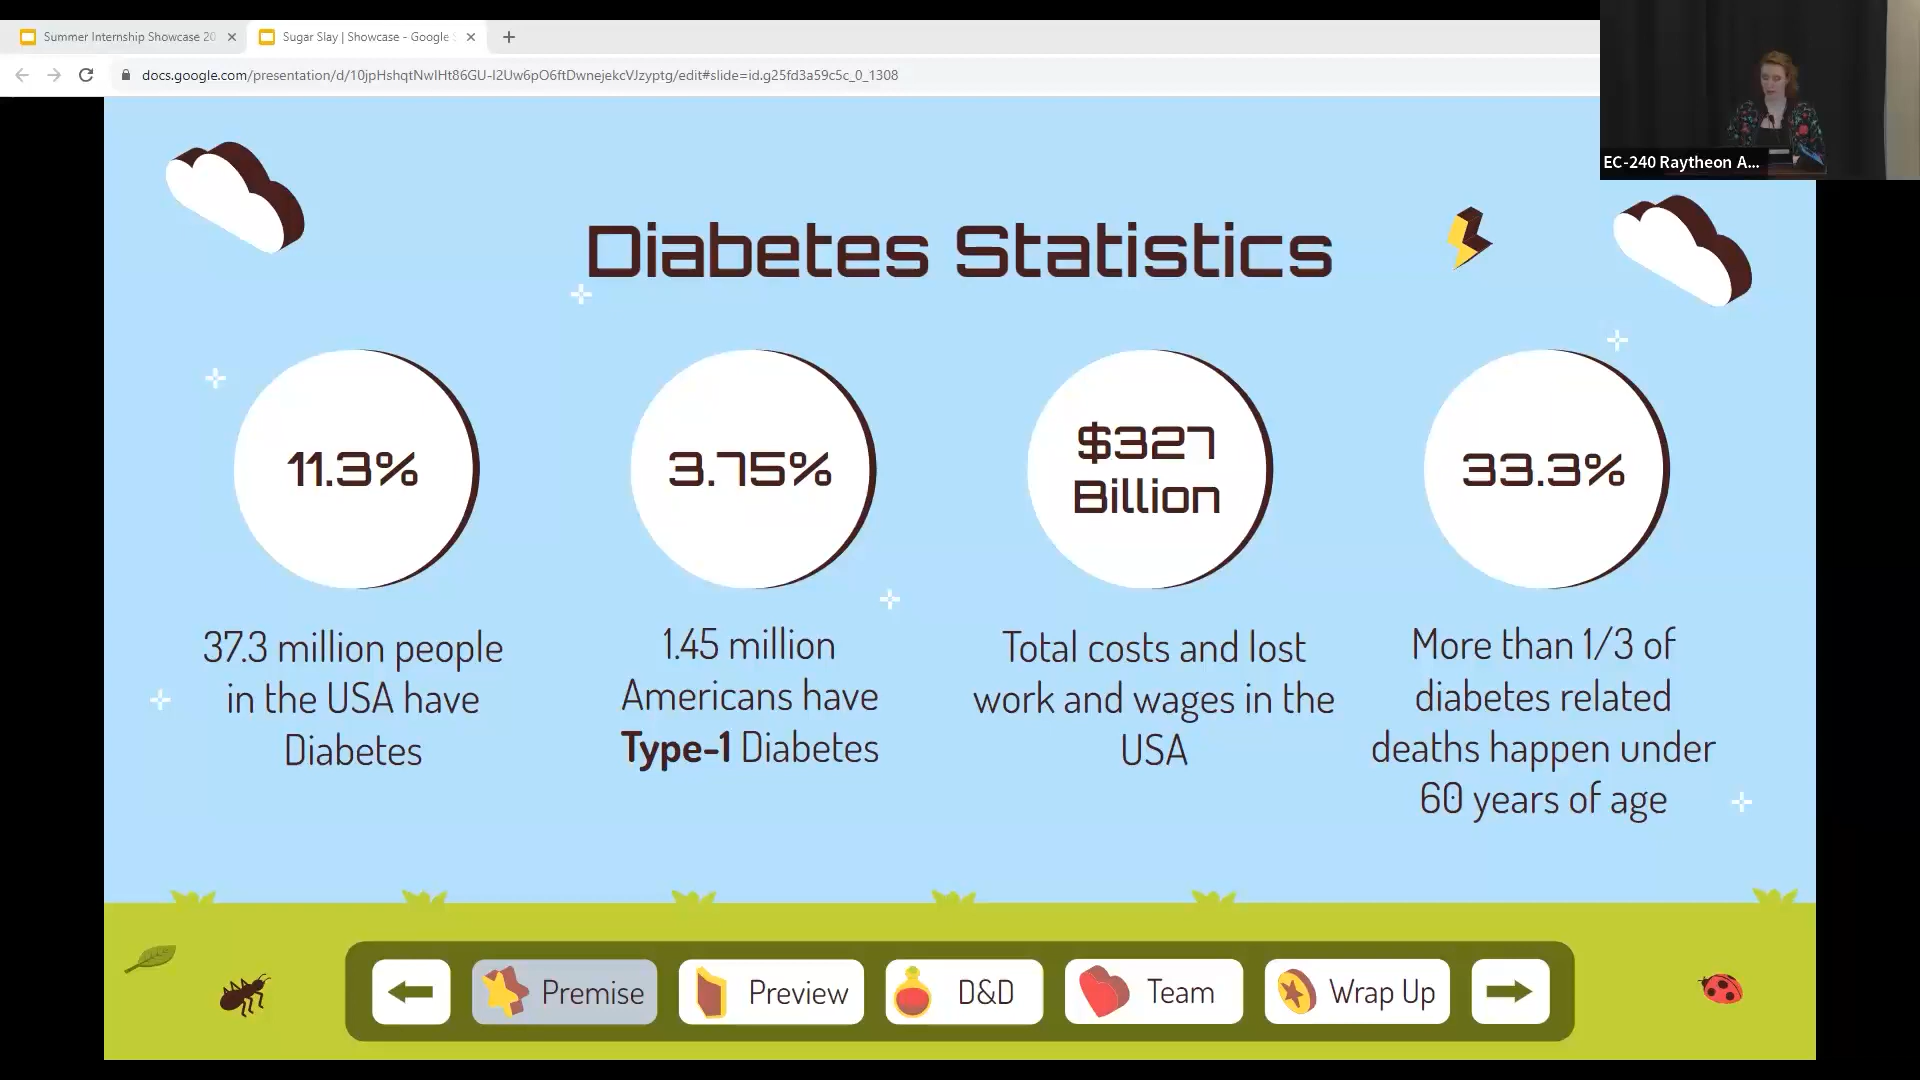 Summer Internship Showcase 20
Sugar Slay | Showcase - Google S
docs.google.com/presentation/d/10jpHshqtNwIHt86GU-I2Uw6pO6ftDwnejekcVJzyptg/edit#slide=id.g25fd3a59c5c_0_1308
EC-240 Raytheon A...
Diabetes Statistics
11.3%
37.3 million people
in the USA have
Diabetes
3.75%
1.45 million
Americans have
Type-1 Diabetes
$327
Billion
Total costs and lost
work and wages in the
USA
33.3%
More than 1/3 of
diabetes related
deaths happen under
60 years of age
Premise
Preview
D&D
Team
Wrap Up